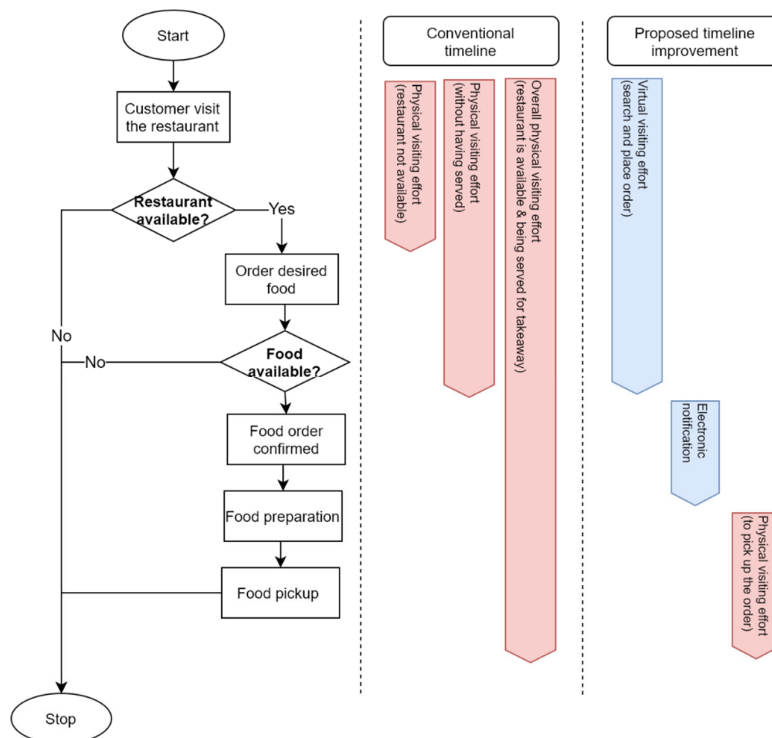 Start
Customer visit
the restaurant
Restaurant
available?
Yes
Order desired
food
No
No
Food
available?
Food order
confirmed
Food preparation
Food pickup
Stop
Conventional
timeline
Physical visiting effort
(restaurant not available)
Physical visiting effort
(without having served)
Overall physical visiting effort
(restaurant is available & being served for takeaway)
Proposed timeline
improvement
Virtual visiting effort
(search and place order)
Electronic
notification
Physical visiting effort
(to pick up the order)